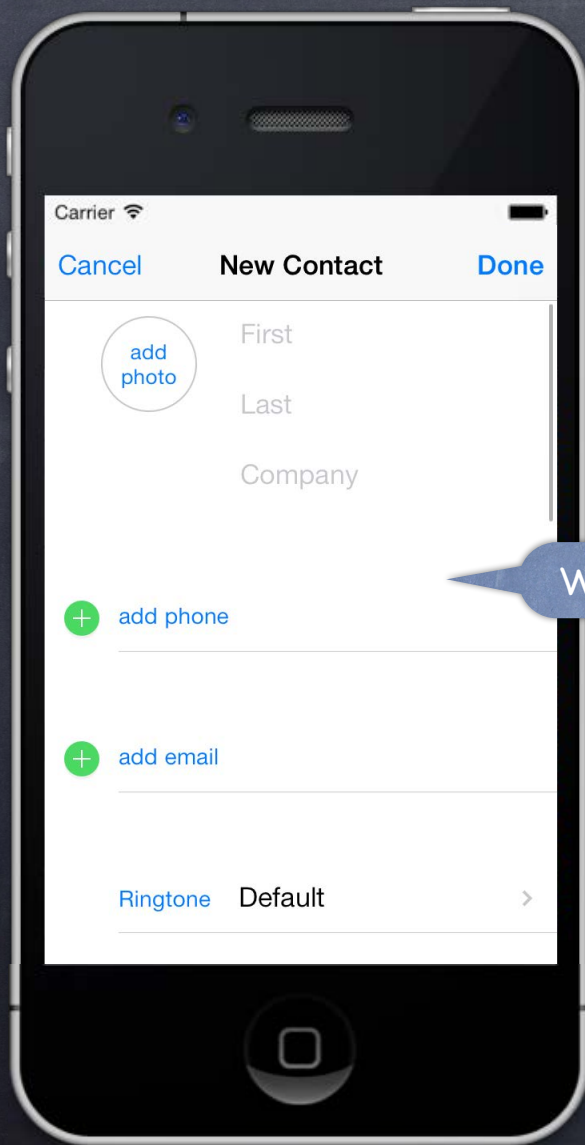 Carrier
Cancel New Contact Done
add
photo
First
Last
Company
add phone
add email
Ringtone Default